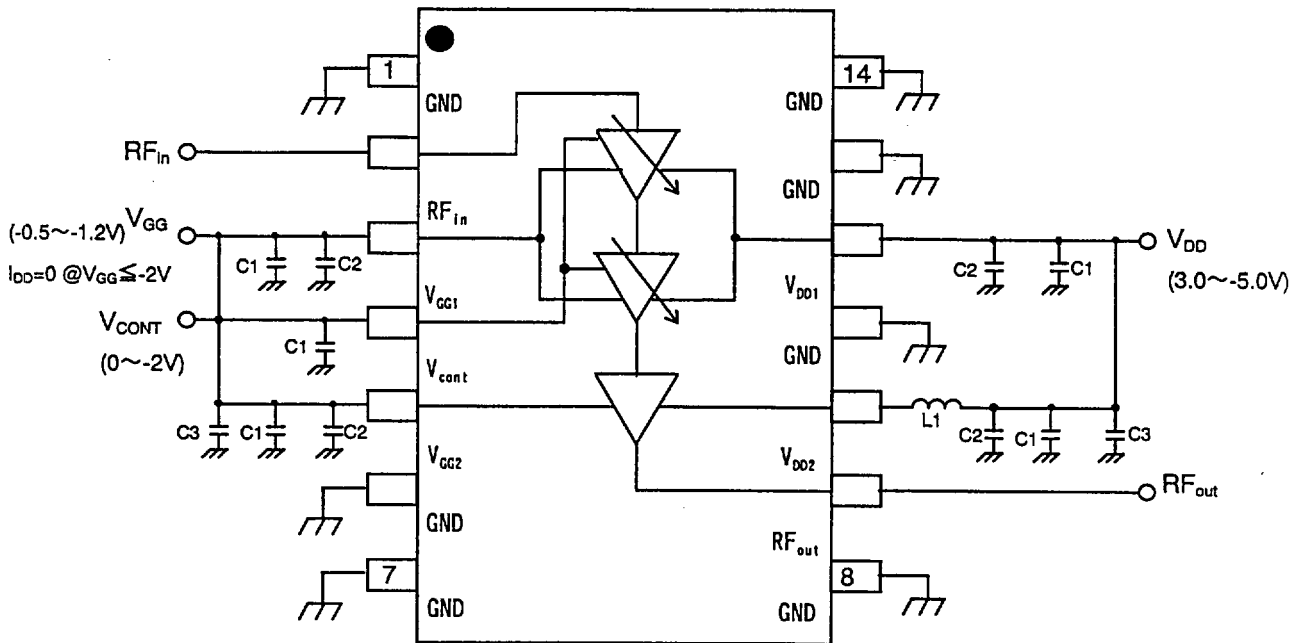 1
GND
14
GND
RFin
RFin
GND
(-0.5～-1.2V) VGG
IDD=0 @VGG≦-2V
C1
C2
VGG1
VDD1
C2
C1
VDD
(3.0～-5.0V)
VCONT
(0～-2V)
C1
Vcont
GND
C3
C1
C2
VGG2
VDD2
L1
C2
C1
C3
GND
RFout
RFout
7
GND
8
GND